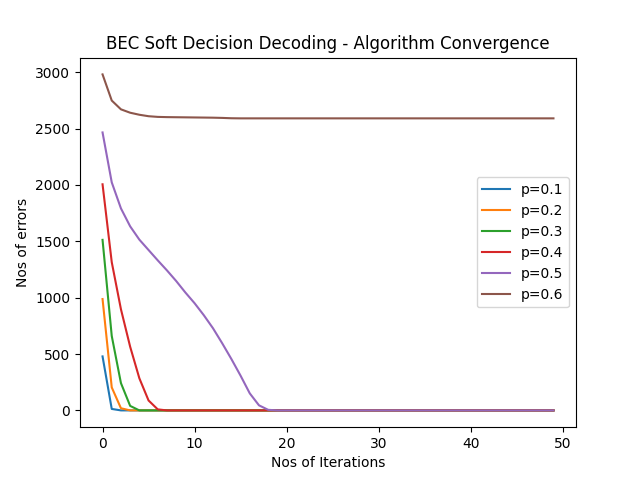 BEC Soft Decision Decoding - Algorithm Convergence
3000
2500
2000
1500
1000
500
0
Nos of errors
p=0.1
p=0.2
p=0.3
p=0.4
p=0.5
p=0.6
0 10 20 30 40 50
Nos of Iterations